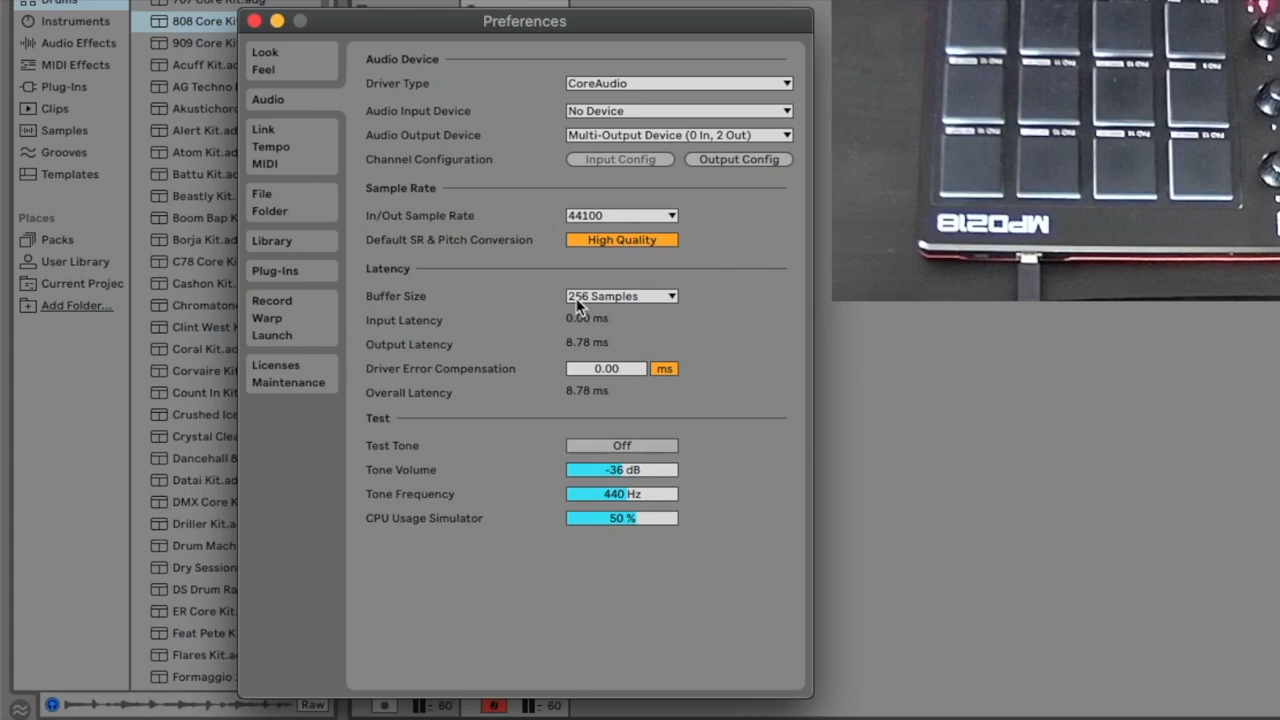 Preferences
Drums
Instruments
Audio Effects
MIDI Effects
Plug-Ins
Clips
Samples
Grooves
Templates
Places
Packs
User Library
Current Projec
Add Folder...
707 Core Kit.adg
808 Core Kit
909 Core Ki
Acuff Kit.ad
AG Techno
Akustichord
Alert Kit.ad
Atom Kit.ad
Battu Kit.ad
Beastly Kit.
Boom Bap K
Borja Kit.ad
C78 Core Ki
Cashon Kit.
Chromaton
Clint West K
Coral Kit.ad
Corvaire Kit
Count In Kit
Crushed Ice
Crystal Clea
Dancehall 8
Datai Kit.ad
DMX Core K
Driller Kit.a
Drum Mach
Dry Session
DS Drum Ra
ER Core Kit.
Feat Pete K
Flares Kit.a
Formaggio
Look
Feel
Audio
Link
Tempo
MIDI
File
Folder
Library
Plug-Ins
Record
Warp
Launch
Licenses
Maintenance
Audio Device
Driver Type CoreAudio
Audio Input Device No Device
Audio Output Device Multi-Output Device (0 In, 2 Out)
Channel Configuration Input Config Output Config
Sample Rate
In/Out Sample Rate 44100
Default SR & Pitch Conversion High Quality
Latency
Buffer Size 256 Samples
Input Latency 0.00 ms
Output Latency 8.78 ms
Driver Error Compensation 0.00 ms
Overall Latency 8.78 ms
Test
Test Tone Off
Tone Volume -36 dB
Tone Frequency 440 Hz
CPU Usage Simulator 50 %
Raw
-60
-60
MPD218